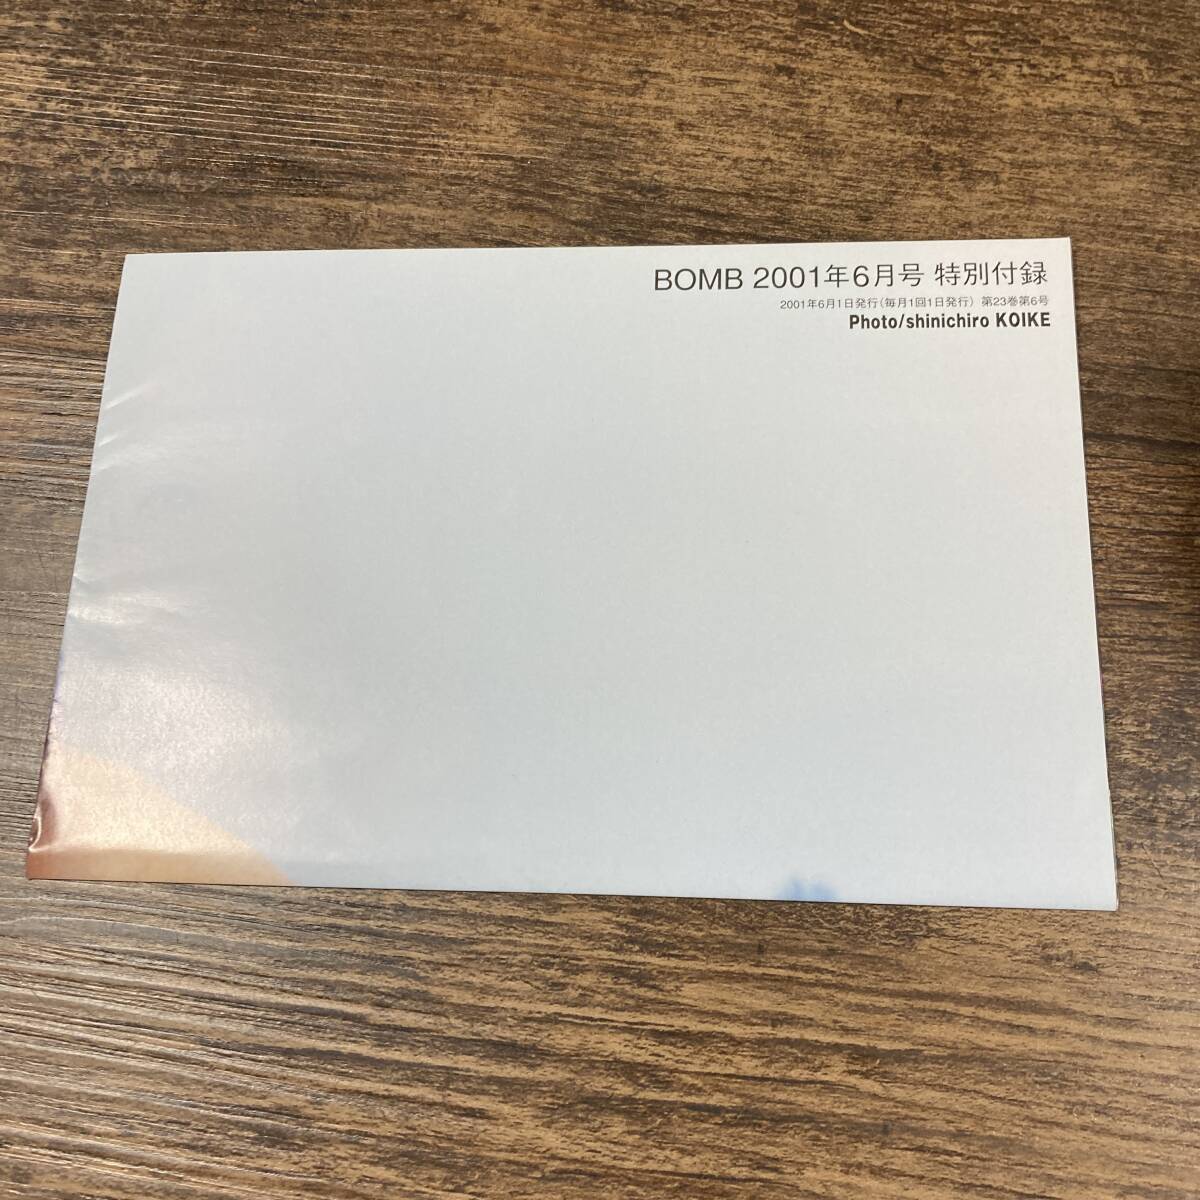 BOMB 2001年6月号 特別付録
2001年6月1日発行(毎月1回1日発行) 第23巻第6号
Photo/shinichiro KOIKE